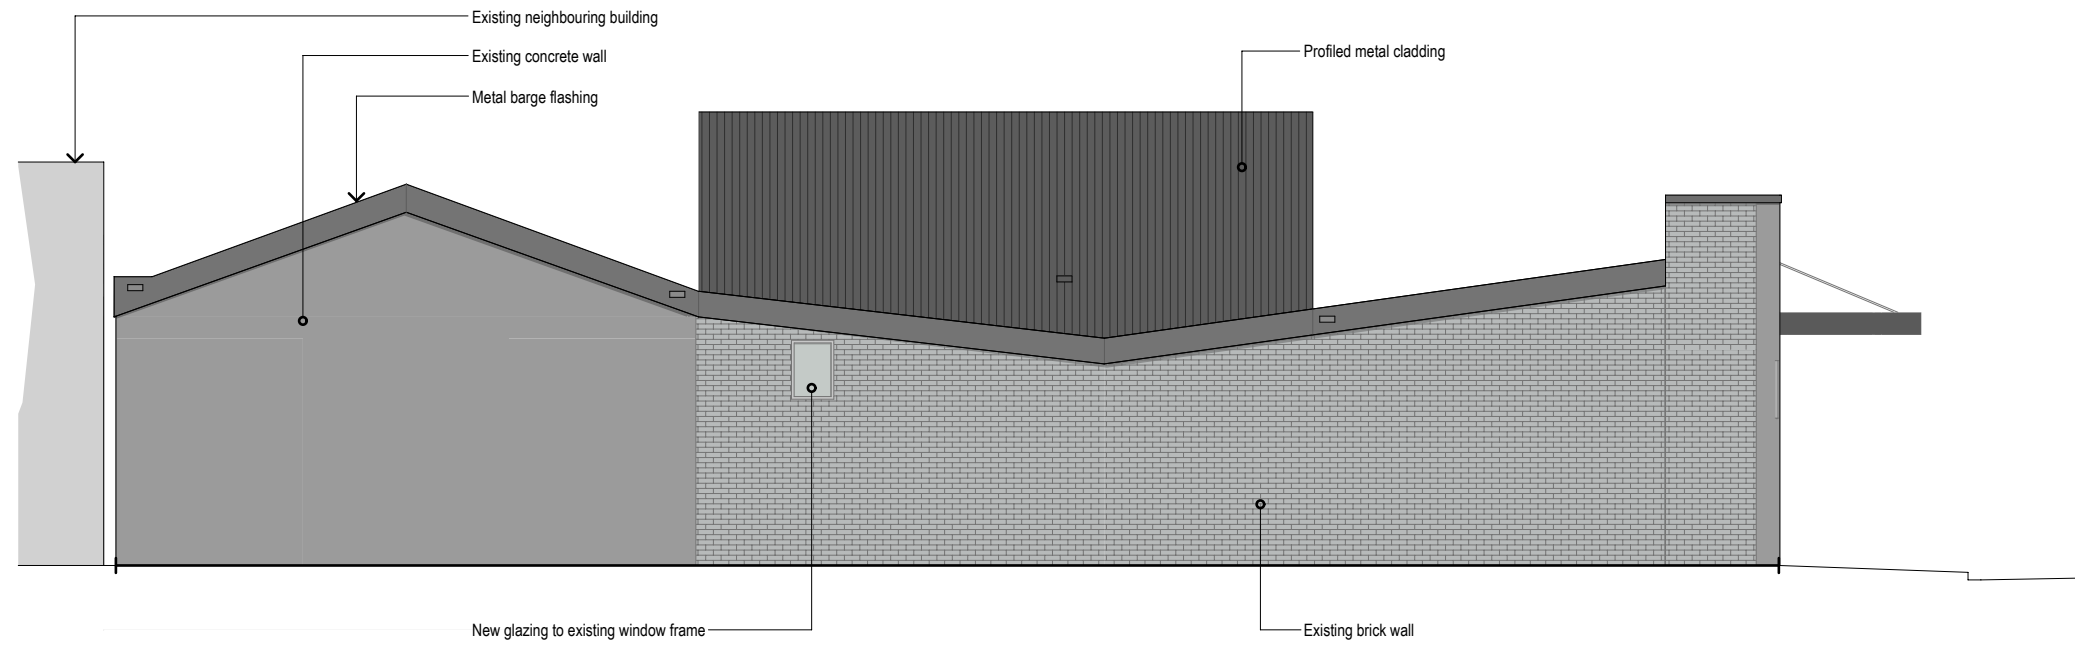 Existing neighbouring building
Existing concrete wall
Metal barge flashing
Profiled metal cladding
New glazing to existing window frame
Existing brick wall